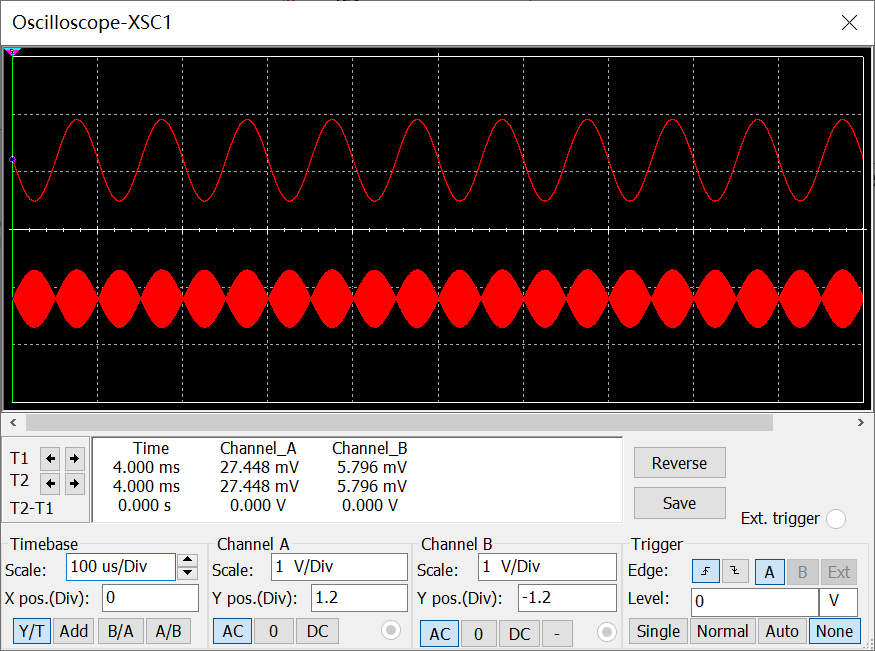 Oscilloscope-XSC1
T1
T2
T2-T1
Time Channel_A Channel_B
4.000 ms 27.448 mV 5.796 mV
4.000 ms 27.448 mV 5.796 mV
0.000 s 0.000 V 0.000 V
Reverse
Save
Ext. trigger
Timebase
Scale: 100 us/Div
X pos.(Div): 0
Y/T Add B/A A/B
Channel A
Scale: 1 V/Div
Y pos.(Div): 1.2
AC 0 DC
Channel B
Scale: 1 V/Div
Y pos.(Div): -1.2
AC 0 DC -
Trigger
Edge: A B Ext
Level: 0 V
Single Normal Auto None